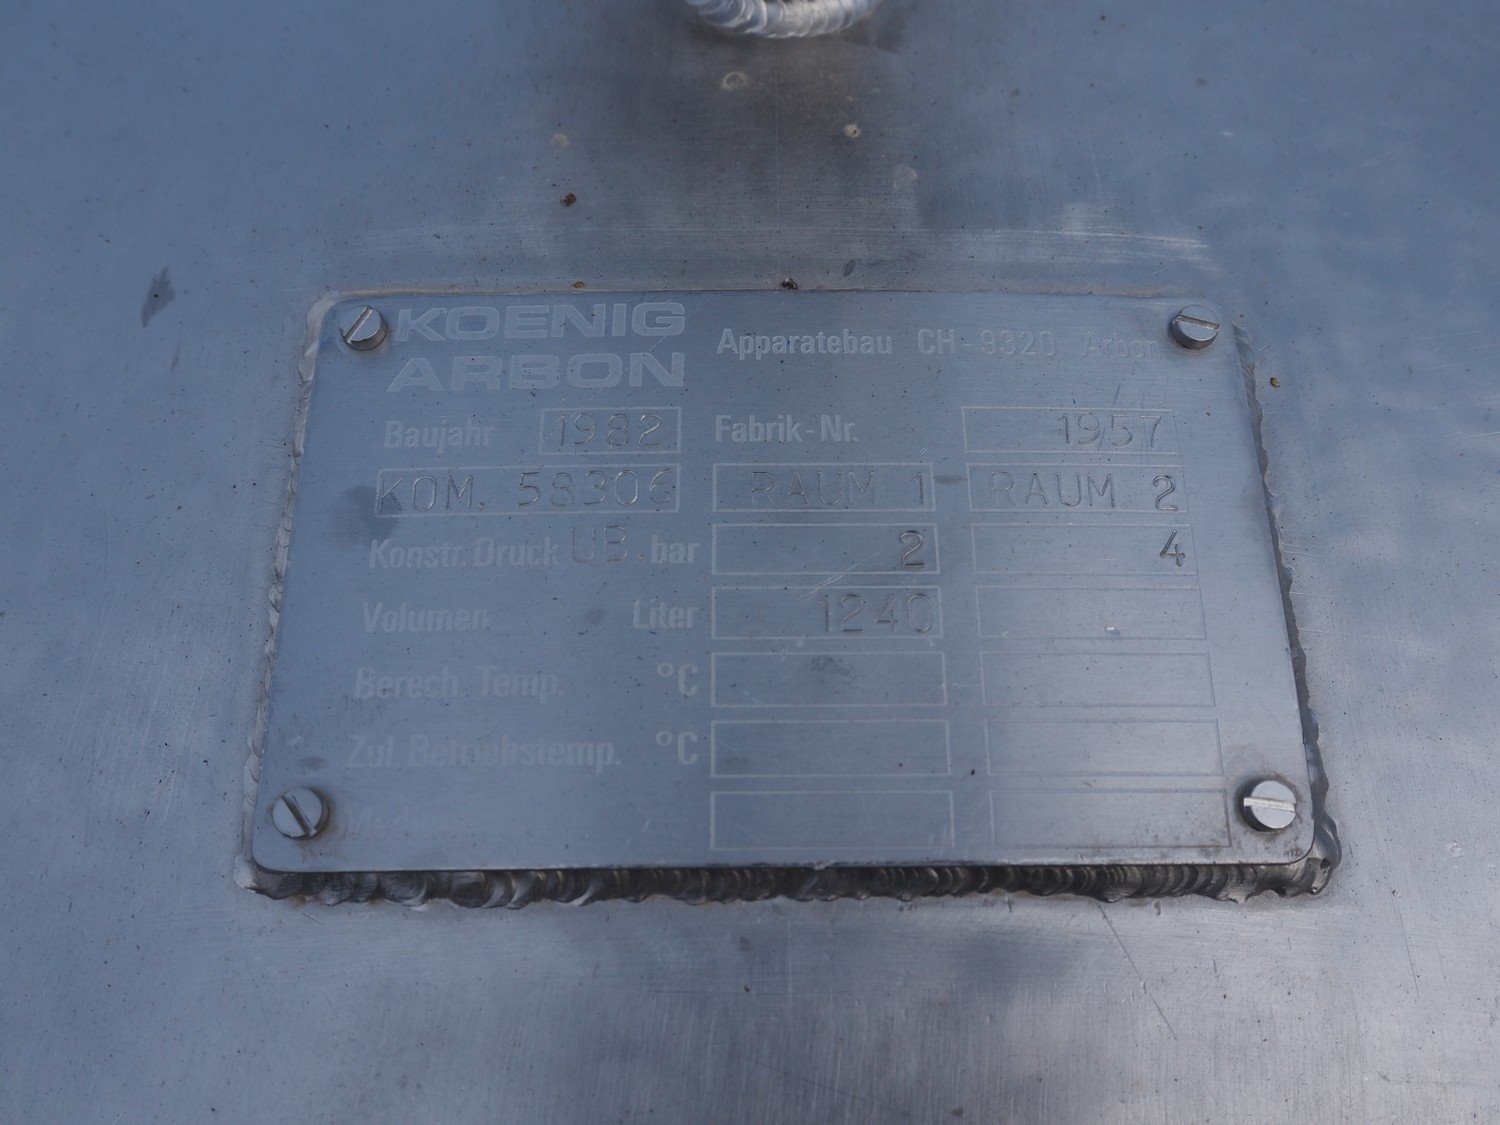 KOENIG
ARBON
Apparatebau CH-9320 Arbon
Baujahr 1982 Fabrik-Nr. 1957
KOM. 58306 RAUM 1 RAUM 2
Konstr.Druck UB. bar 2 4
Volumen Liter 1240
Berech. Temp. °C
Zul. Betriebstemp. °C